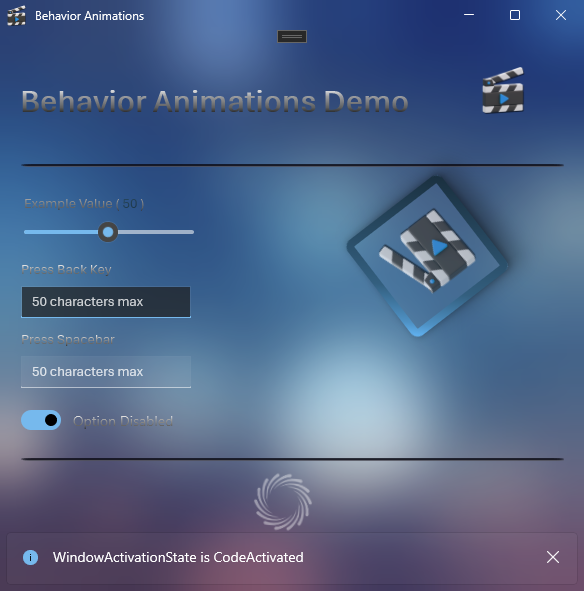 Behavior Animations
Behavior Animations Demo
Example Value ( 50 )
Press Back Key
50 characters max
Press Spacebar
50 characters max
Option Disabled
WindowActivationState is CodeActivated